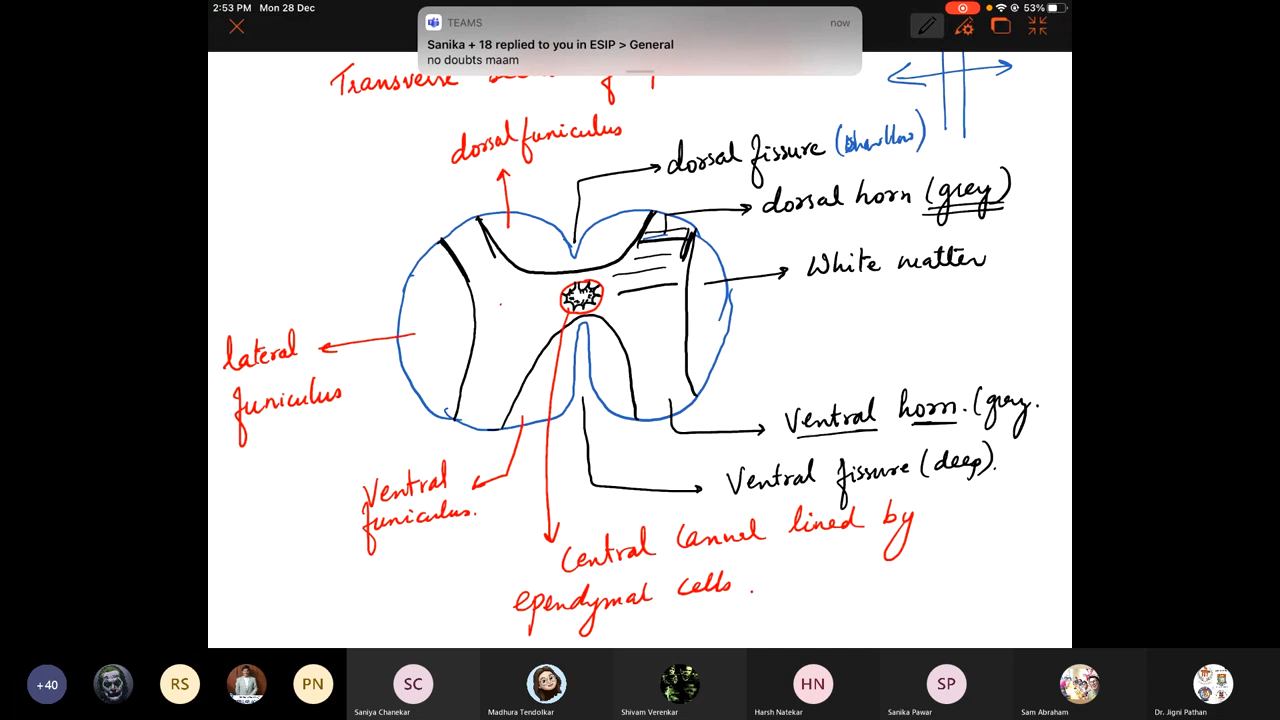 2:53 PM Mon 28 Dec
53%
TEAMS
now
Sanika + 18 replied to you in ESIP > General
no doubts maam
Transverse
dorsal funiculus
dorsal fissure (shallow)
dorsal horn (grey)
White matter
lateral
funiculus
Ventral horn. (grey.
Ventral fissure (deep).
Ventral
funiculus.
Central Cannel lined by
ependymal cells.
+40
RS
PN
SC
HN
SP
Saniya Chanekar
Madhura Tendolkar
Shivam Verenkar
Harsh Natekar
Sanika Pawar
Sam Abraham
Dr. Jigni Pathan